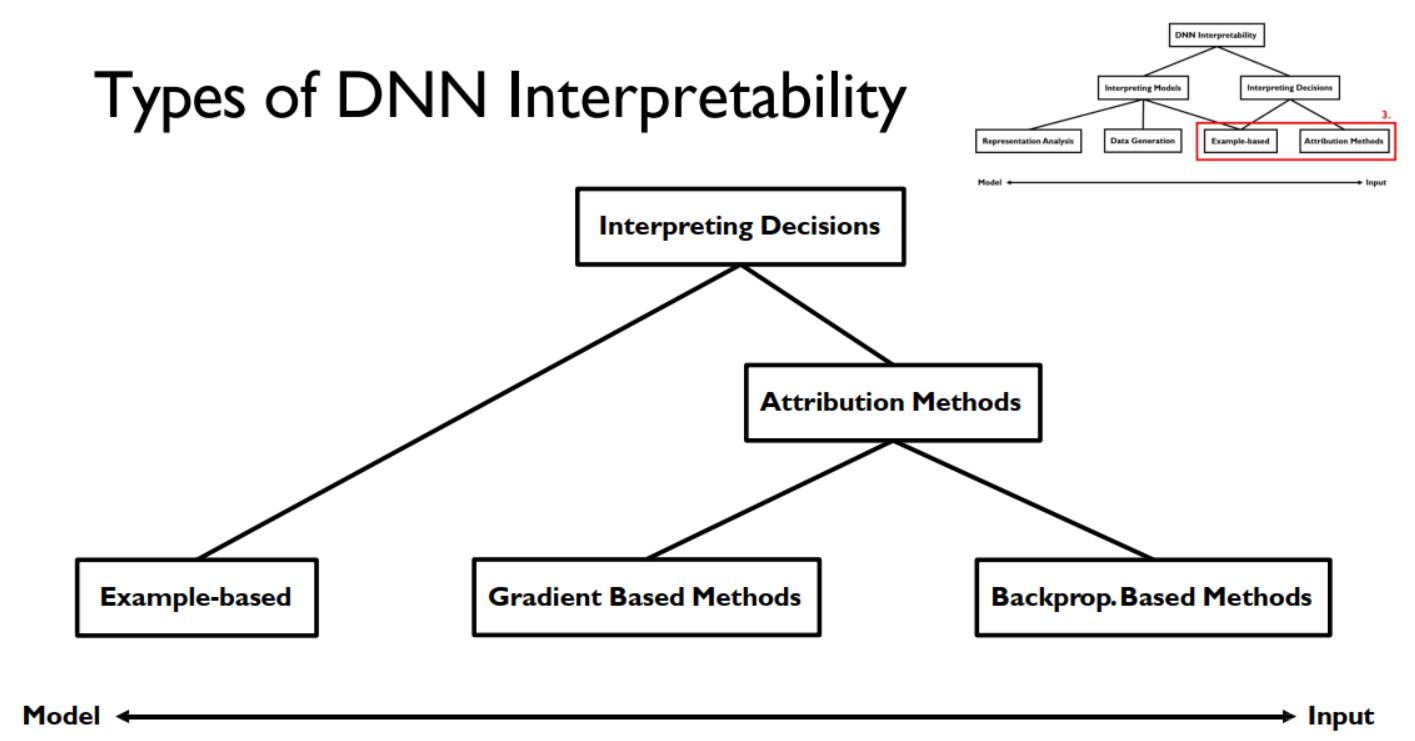 Types of DNN Interpretability
DNN Interpretability
Interpreting Models
Interpreting Decisions
3.
Representation Analysis
Data Generation
Example-based
Attribution Methods
Model
Input
Interpreting Decisions
Attribution Methods
Example-based
Gradient Based Methods
Backprop. Based Methods
Model
Input